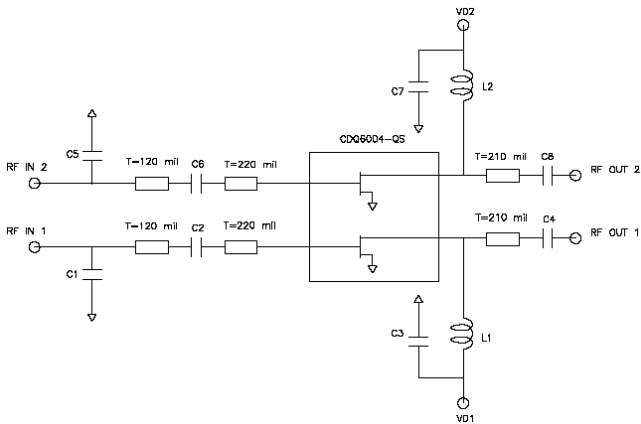 VD2
C7
L2
CDQ6004-QS
C5
RF IN 2
T=120 mil
C6
T=220 mil
T=210 mil
C8
RF OUT 2
RF IN 1
T=120 mil
C2
T=220 mil
T=210 mil
C4
RF OUT 1
C1
C3
L1
VD1